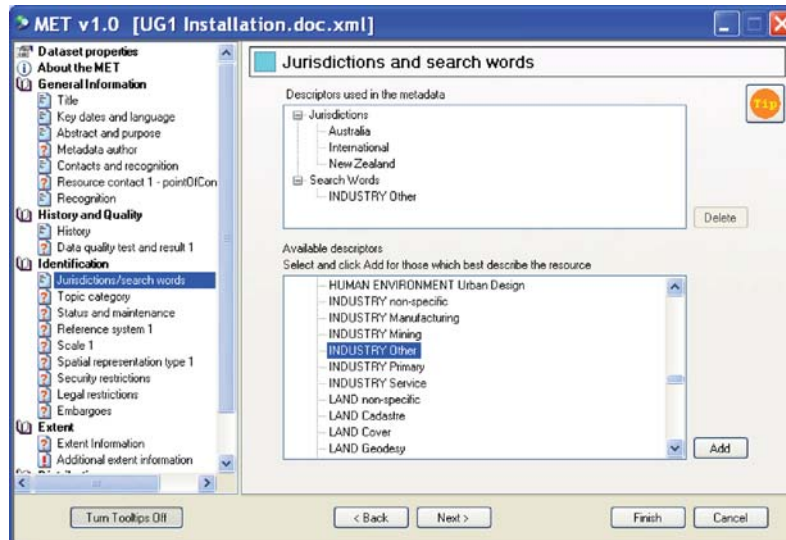 MET v1.0 [UG1 Installation.doc.xml]
Dataset properties
About the MET
General Information
Title
Key dates and language
Abstract and purpose
Metadata author
Contacts and recognition
Resource contact 1 - pointOfCon
Recognition
History and Quality
History
Data quality test and result 1
Identification
Jurisdictions/search words
Topic category
Status and maintenance
Reference system 1
Scale 1
Spatial representation type 1
Security restrictions
Legal restrictions
Embargoes
Extent
Extent Information
Additional extent information
Jurisdictions and search words
Tip
Descriptors used in the metadata
Jurisdictions
Australia
International
New Zealand
Search Words
INDUSTRY Other
Delete
Available descriptors
Select and click Add for those which best describe the resource
HUMAN ENVIRONMENT Urban Design
INDUSTRY non-specific
INDUSTRY Manufacturing
INDUSTRY Mining
INDUSTRY Other
INDUSTRY Primary
INDUSTRY Service
LAND non-specific
LAND Cadastre
LAND Cover
LAND Geodesy
Add
Turn Tooltips Off
< Back
Next >
Finish
Cancel